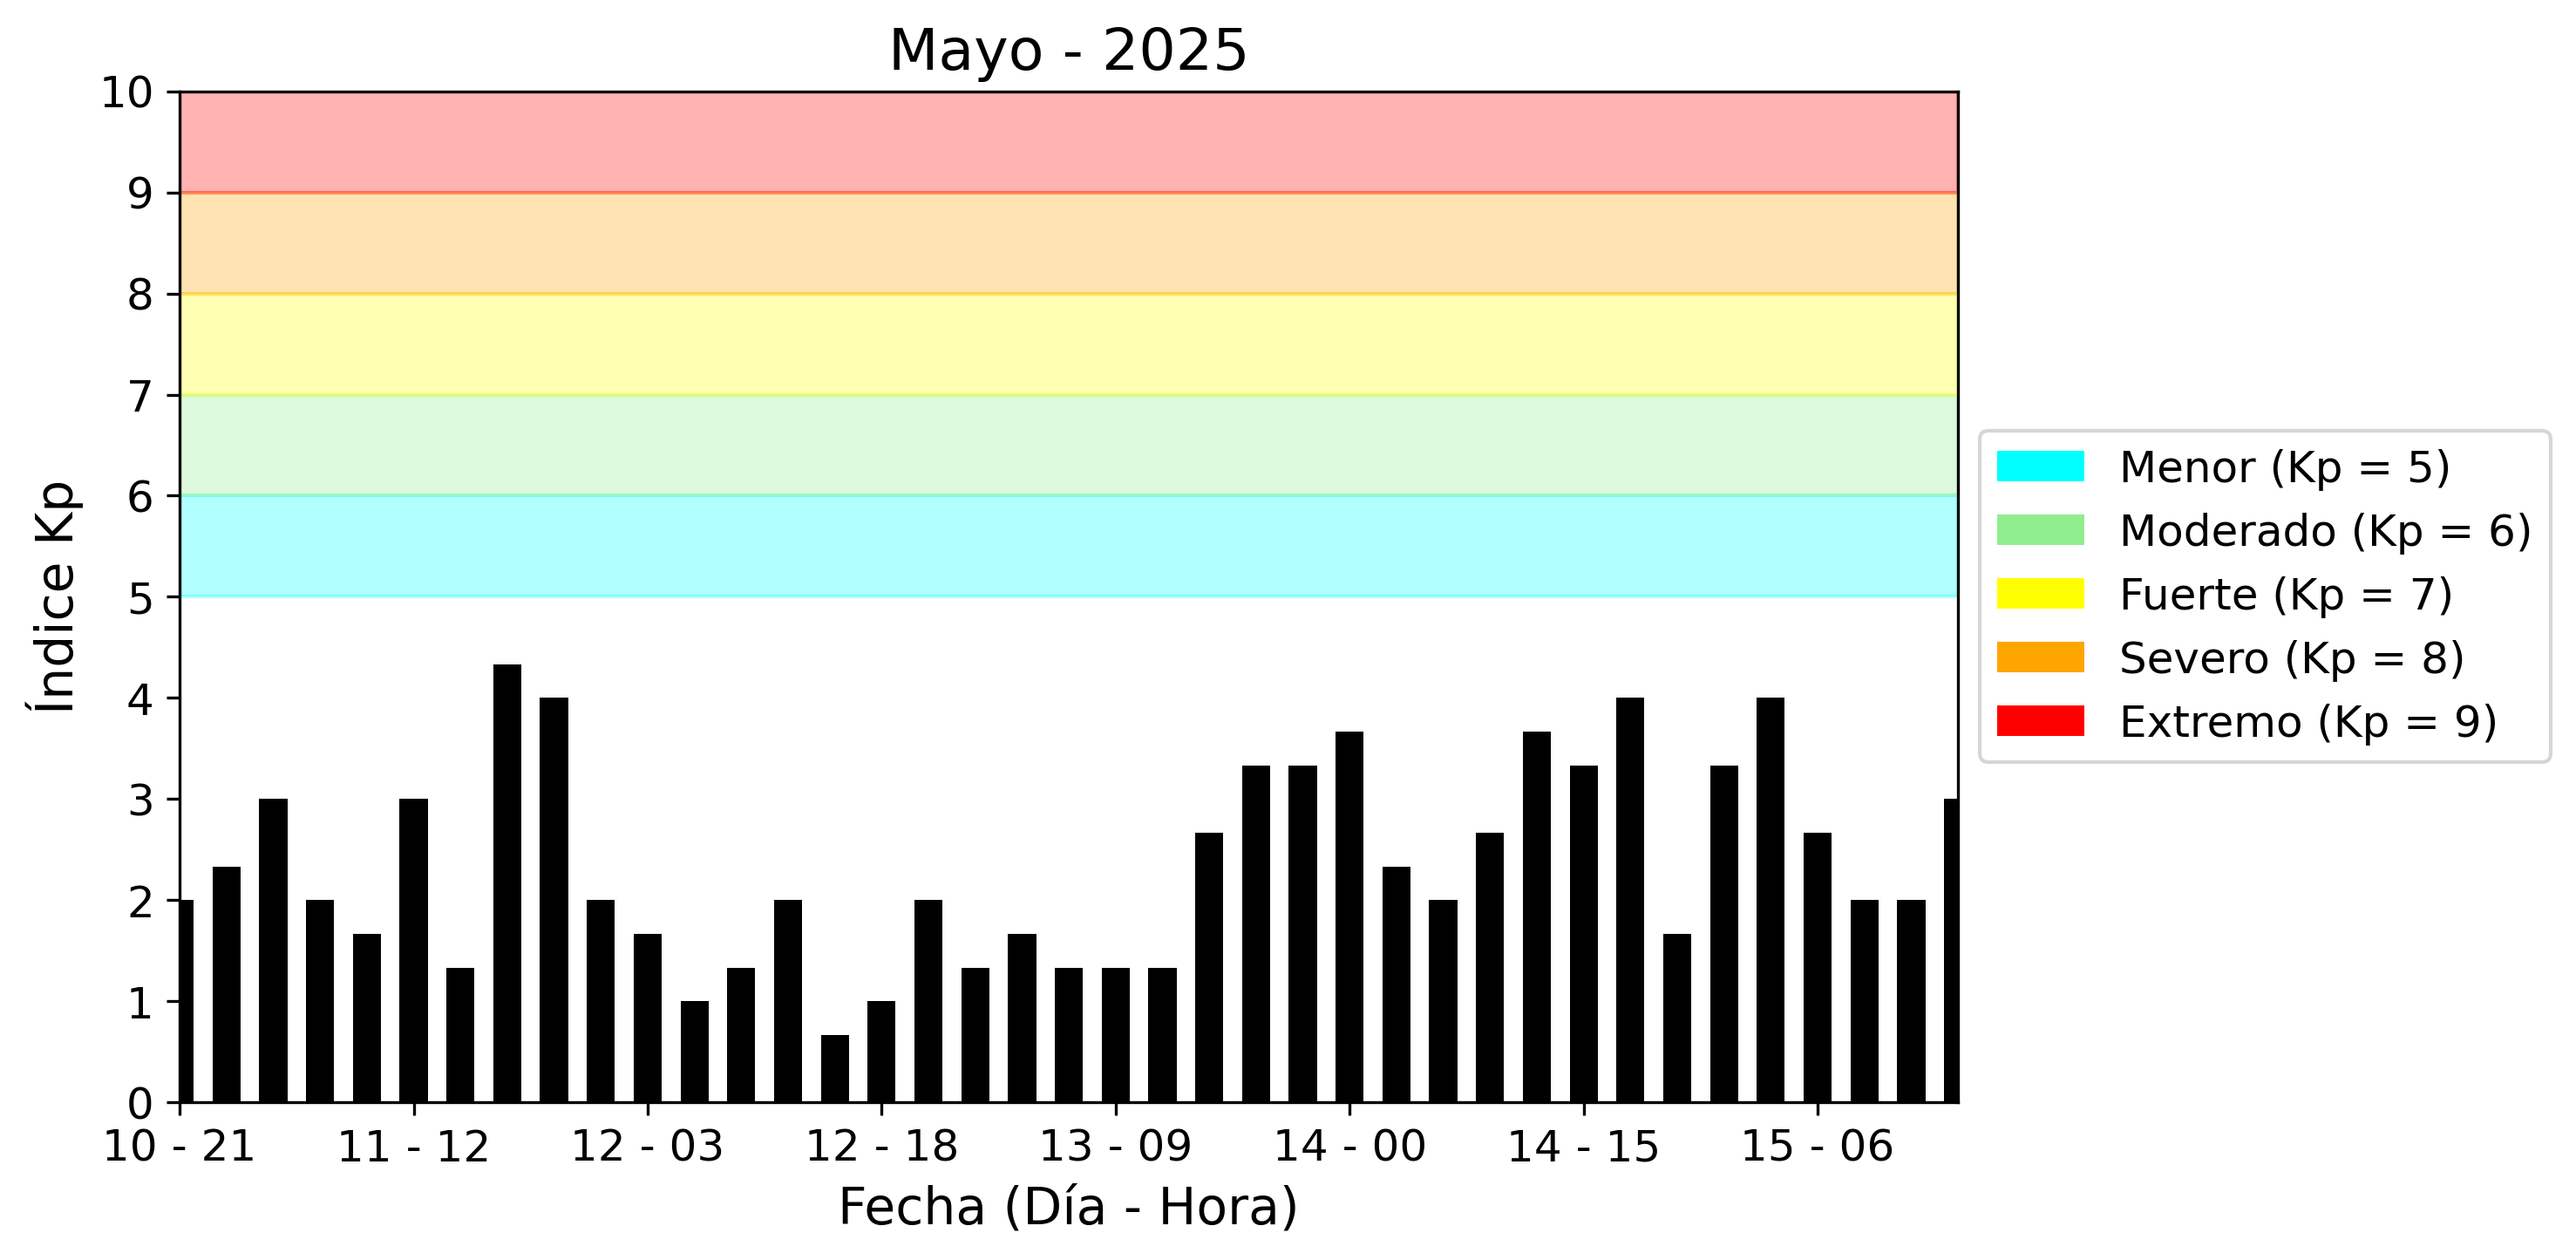 Mayo - 2025
10
9
8
7
6
5
4
3
2
1
0
Índice Kp
10 - 21
11 - 12
12 - 03
12 - 18
13 - 09
14 - 00
14 - 15
15 - 06
Fecha (Día - Hora)
Menor (Kp = 5)
Moderado (Kp = 6)
Fuerte (Kp = 7)
Severo (Kp = 8)
Extremo (Kp = 9)